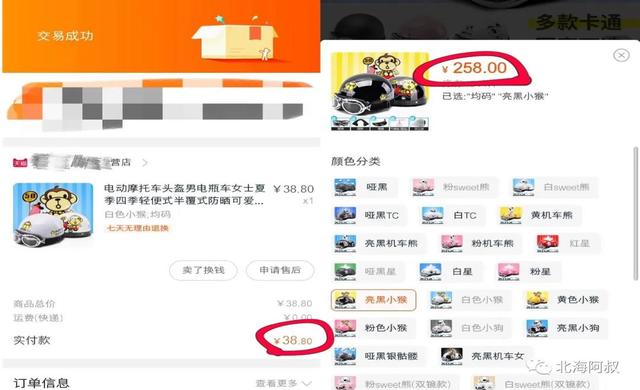 交易成功
营店
电动摩托车头盔男电瓶车女士夏
季四季轻便式半覆式防晒可爱...
¥38.80
x1
白色小猴;均码
七天无理由退换
卖了换钱
申请售后
商品总价
¥38.80
运费(快递)
¥0.00
实付款
¥38.80
订单信息
多款卡通
¥258.00
已选:"均码" "亮黑小猴"
颜色分类
哑黑
粉sweet熊
白sweet熊
哑黑TC
白TC
黄机车熊
亮黑机车熊
粉机车熊
红星
哑黑星
白星
粉星
亮黑小猴
白色小猴
黄色小猴
粉色小猴
白色小狗
亮黑小狗
哑黑银骷髅
亮黑机车女
粉sweet熊(双镜款)
白sweet熊(双镜款)
北海阿叔